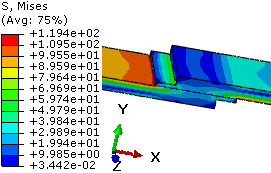 S, Mises
(Avg: 75%)
+1.194e+02
+1.095e+02
+9.955e+01
+8.959e+01
+7.964e+01
+6.969e+01
+5.974e+01
+4.979e+01
+3.984e+01
+2.989e+01
+1.994e+01
+9.985e+00
+3.442e-02
Y
X
Z